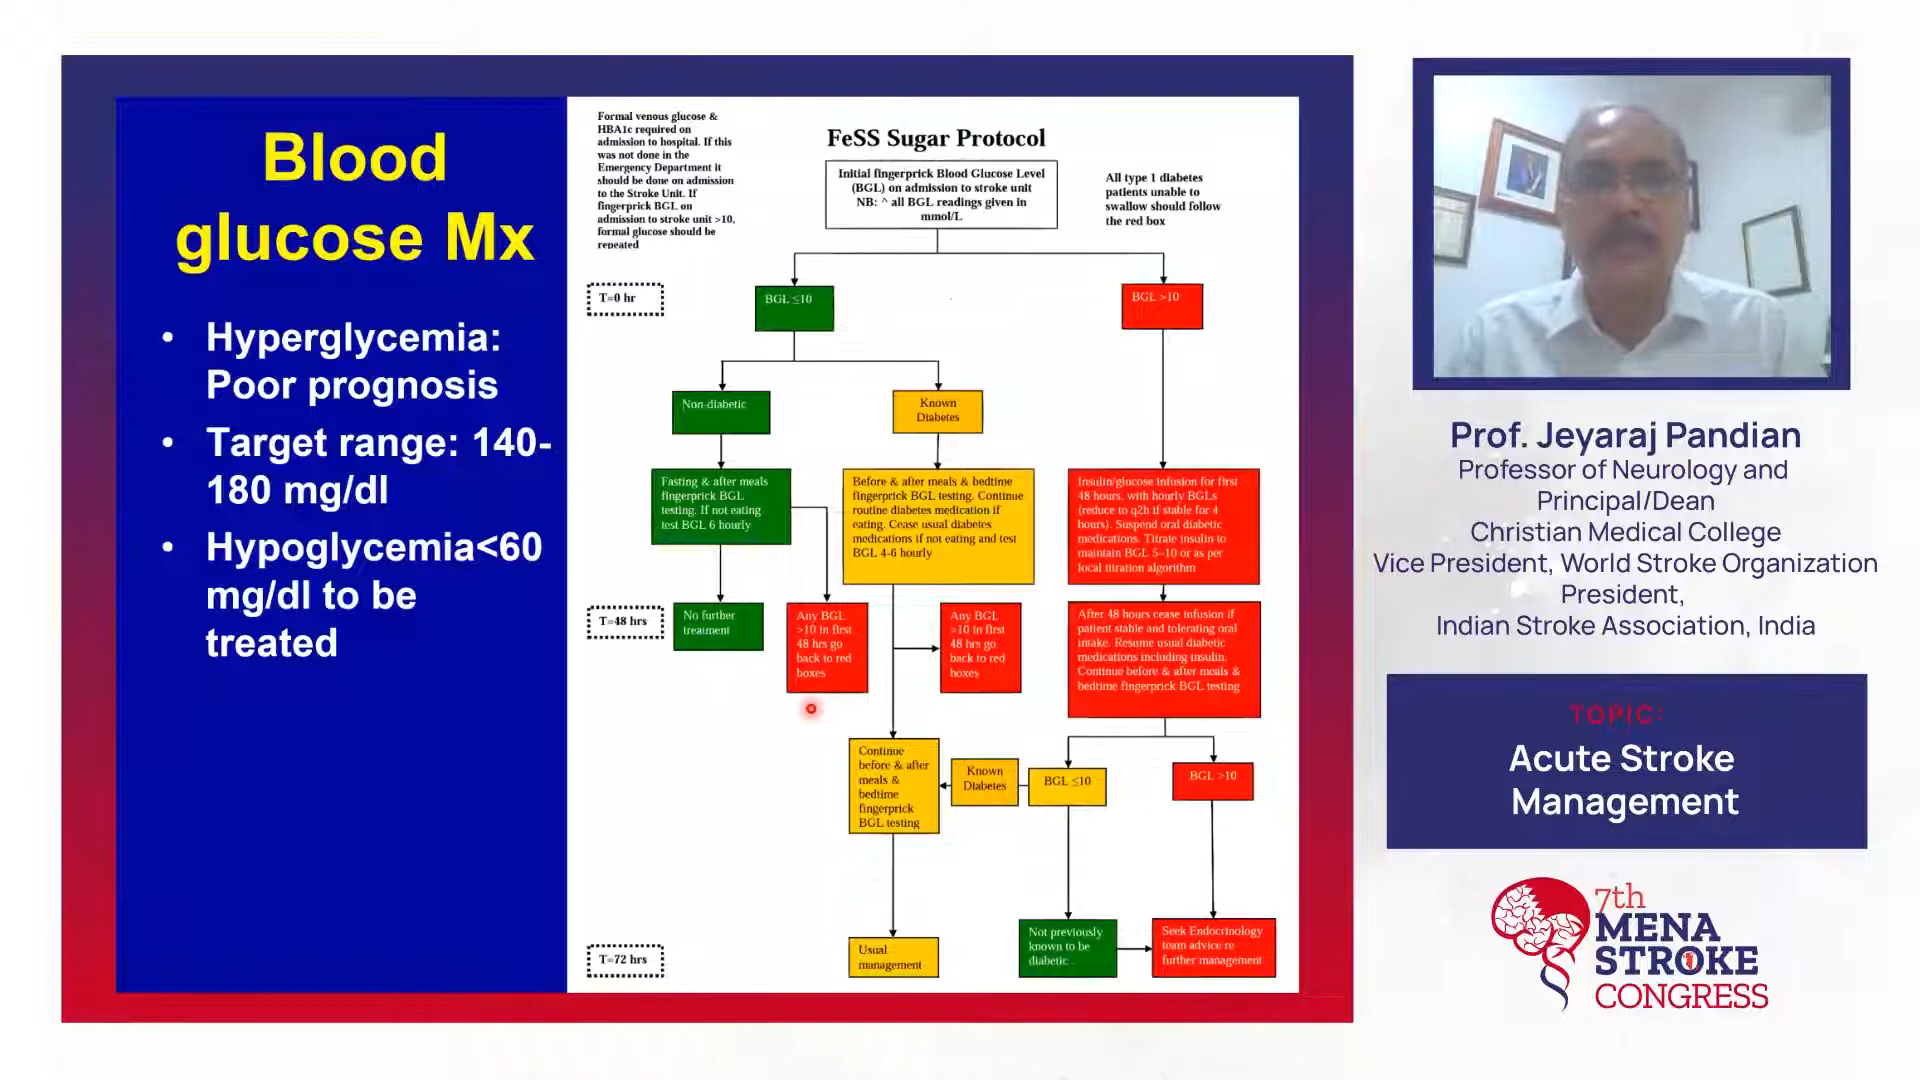 Blood
glucose Mx
• Hyperglycemia:
Poor prognosis
• Target range: 140-
180 mg/dl
• Hypoglycemia<60
mg/dl to be
treated
Formal venous glucose &
HBA1c required on
admission to hospital. If this
was not done in the
Emergency Department it
should be done on admission
to the Stroke Unit. If
fingerprick BGL on
admission to stroke unit >10,
formal glucose should be
repeated
FeSS Sugar Protocol
Initial fingerprick Blood Glucose Level
(BGL) on admission to stroke unit
NB: ^ all BGL readings given in
mmol/L
All type 1 diabetes
patients unable to
swallow should follow
the red box
T=0 hr
BGL ≤10
BGL >10
Non-diabetic
Known
Diabetes
Fasting & after meals
fingerprick BGL
testing. If not eating
test BGL 6 hourly
Before & after meals & bedtime
fingerprick BGL testing. Continue
routine diabetes medication if
eating. Cease usual diabetes
medications if not eating and test
BGL 4-6 hourly
Insulin/glucose infusion for first
48 hours, with hourly BGLs
(reduce to q2h if stable for 4
hours). Suspend oral diabetic
medications. Titrate insulin to
maintain BGL 5–10 or as per
local titration algorithm
T=48 hrs
No further
treatment
Any BGL
>10 in first
48 hrs go
back to red
boxes
Any BGL
>10 in first
48 hrs go
back to red
boxes
After 48 hours cease infusion if
patient stable and tolerating oral
intake. Resume usual diabetic
medications including insulin.
Continue before & after meals &
bedtime fingerprick BGL testing
Continue
before & after
meals &
bedtime
fingerprick
BGL testing
Known
Diabetes
BGL ≤10
BGL >10
T=72 hrs
Usual
management
Not previously
known to be
diabetic
Seek Endocrinology
team advice re
further management
Prof. Jeyaraj Pandian
Professor of Neurology and
Principal/Dean
Christian Medical College
Vice President, World Stroke Organization
President,
Indian Stroke Association, India
TOPIC:
Acute Stroke
Management
7th
MENA
STROKE
CONGRESS